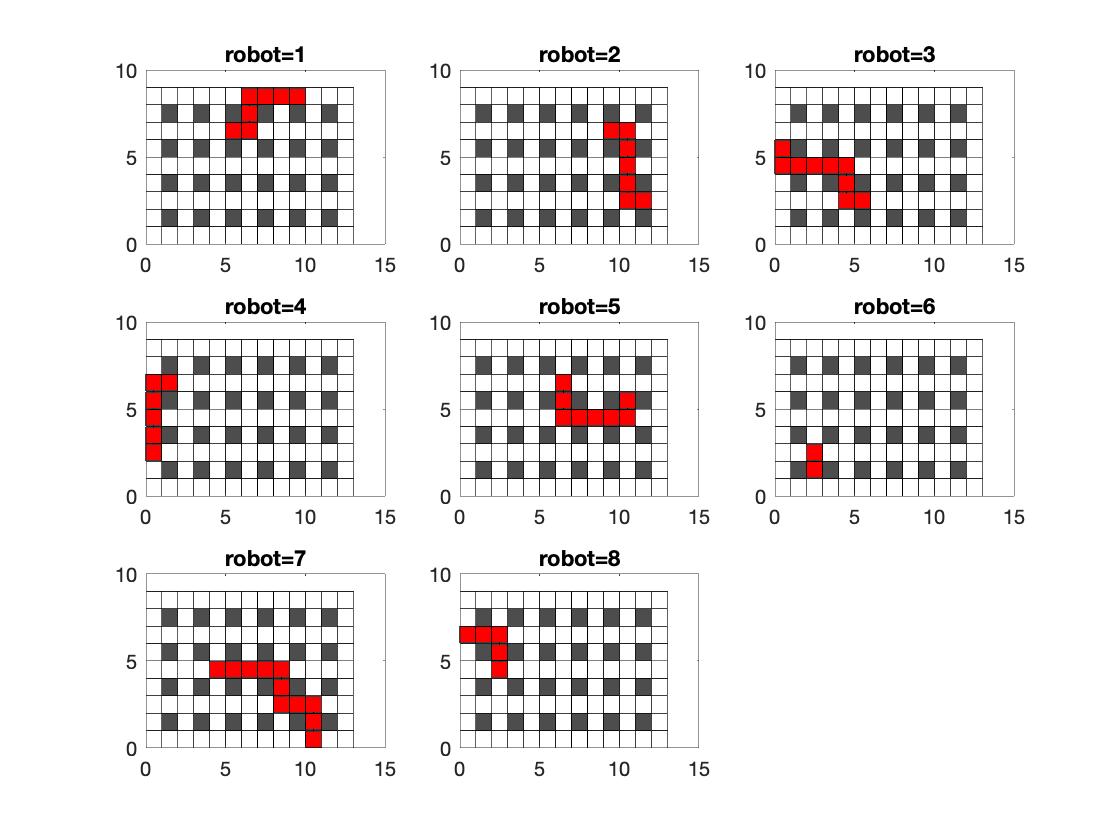 robot=1 robot=2 robot=3
10 10 10
5 5 5
0 0 0
0 5 10 15 0 5 10 15 0 5 10 15
robot=4 robot=5 robot=6
10 10 10
5 5 5
0 0 0
0 5 10 15 0 5 10 15 0 5 10 15
robot=7 robot=8
10 10
5 5
0 0
0 5 10 15 0 5 10 15